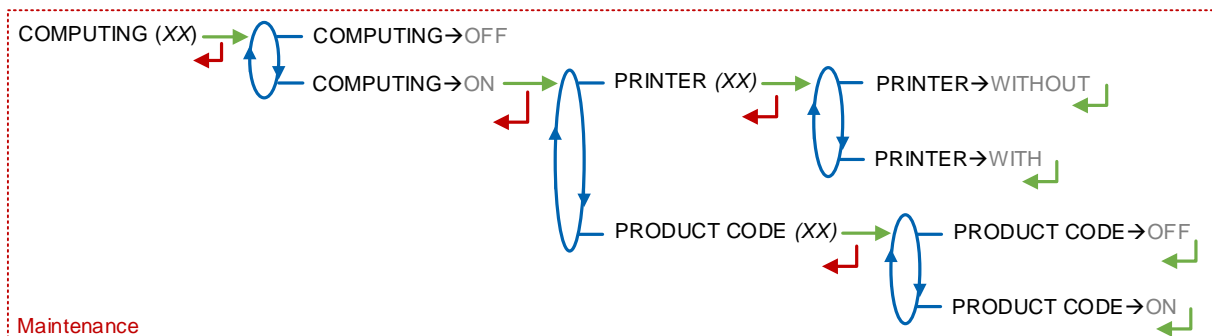 COMPUTING (XX)
COMPUTING→OFF
COMPUTING→ON
PRINTER (XX)
PRINTER→WITHOUT
PRINTER→WITH
PRODUCT CODE (XX)
PRODUCT CODE→OFF
PRODUCT CODE→ON
Maintenance